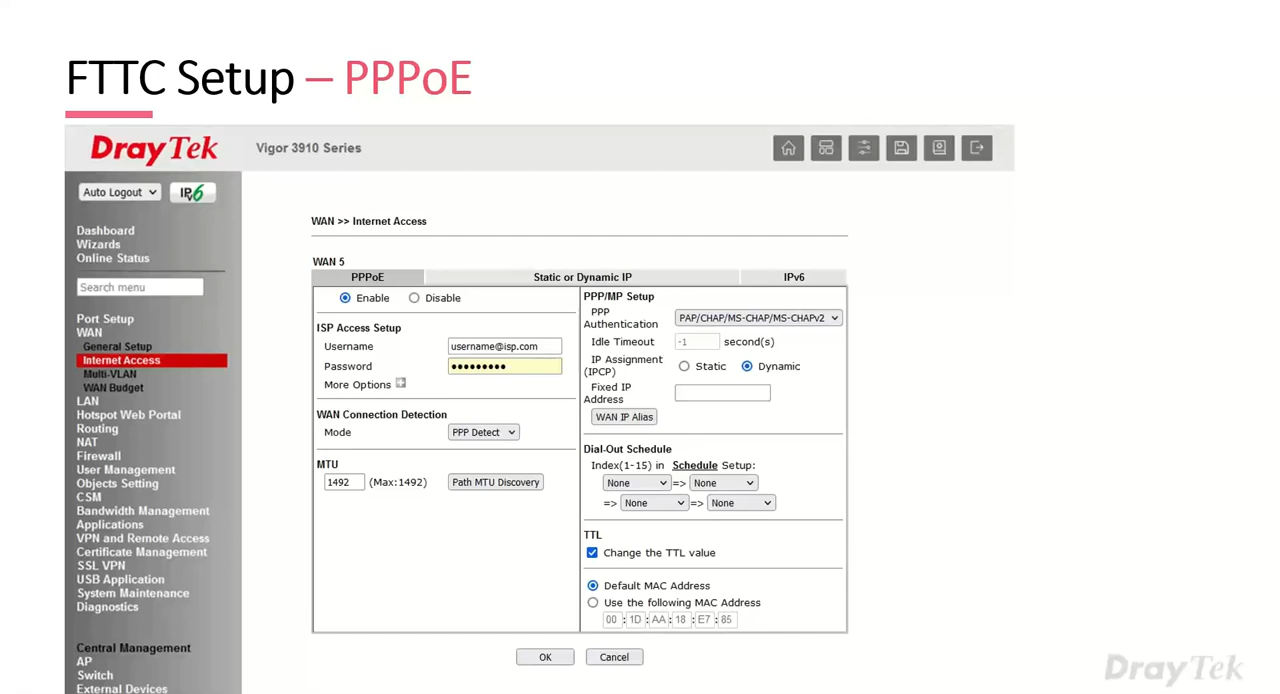 FTTC Setup – PPPoE
DrayTek
Vigor 3910 Series
Auto Logout
IPv6
Dashboard
Wizards
Online Status
Search menu
Port Setup
WAN
General Setup
Internet Access
Multi-VLAN
WAN Budget
LAN
Hotspot Web Portal
Routing
NAT
Firewall
User Management
Objects Setting
CSM
Bandwidth Management
Applications
VPN and Remote Access
Certificate Management
SSL VPN
USB Application
System Maintenance
Diagnostics
Central Management
AP
Switch
External Devices
WAN >> Internet Access
WAN 5
PPPoE
Static or Dynamic IP
IPv6
Enable Disable
ISP Access Setup
Username username@isp.com
Password •••••••••
More Options
WAN Connection Detection
Mode PPP Detect
MTU
1492 (Max:1492) Path MTU Discovery
PPP/MP Setup
PPP
Authentication PAP/CHAP/MS-CHAP/MS-CHAPv2
Idle Timeout -1 second(s)
IP Assignment
(IPCP) Static Dynamic
Fixed IP
Address
WAN IP Alias
Dial-Out Schedule
Index(1-15) in Schedule Setup:
None => None
=> None => None
TTL
Change the TTL value
Default MAC Address
Use the following MAC Address
00 : 1D : AA : 18 : E7 : 85
OK Cancel
DrayTek